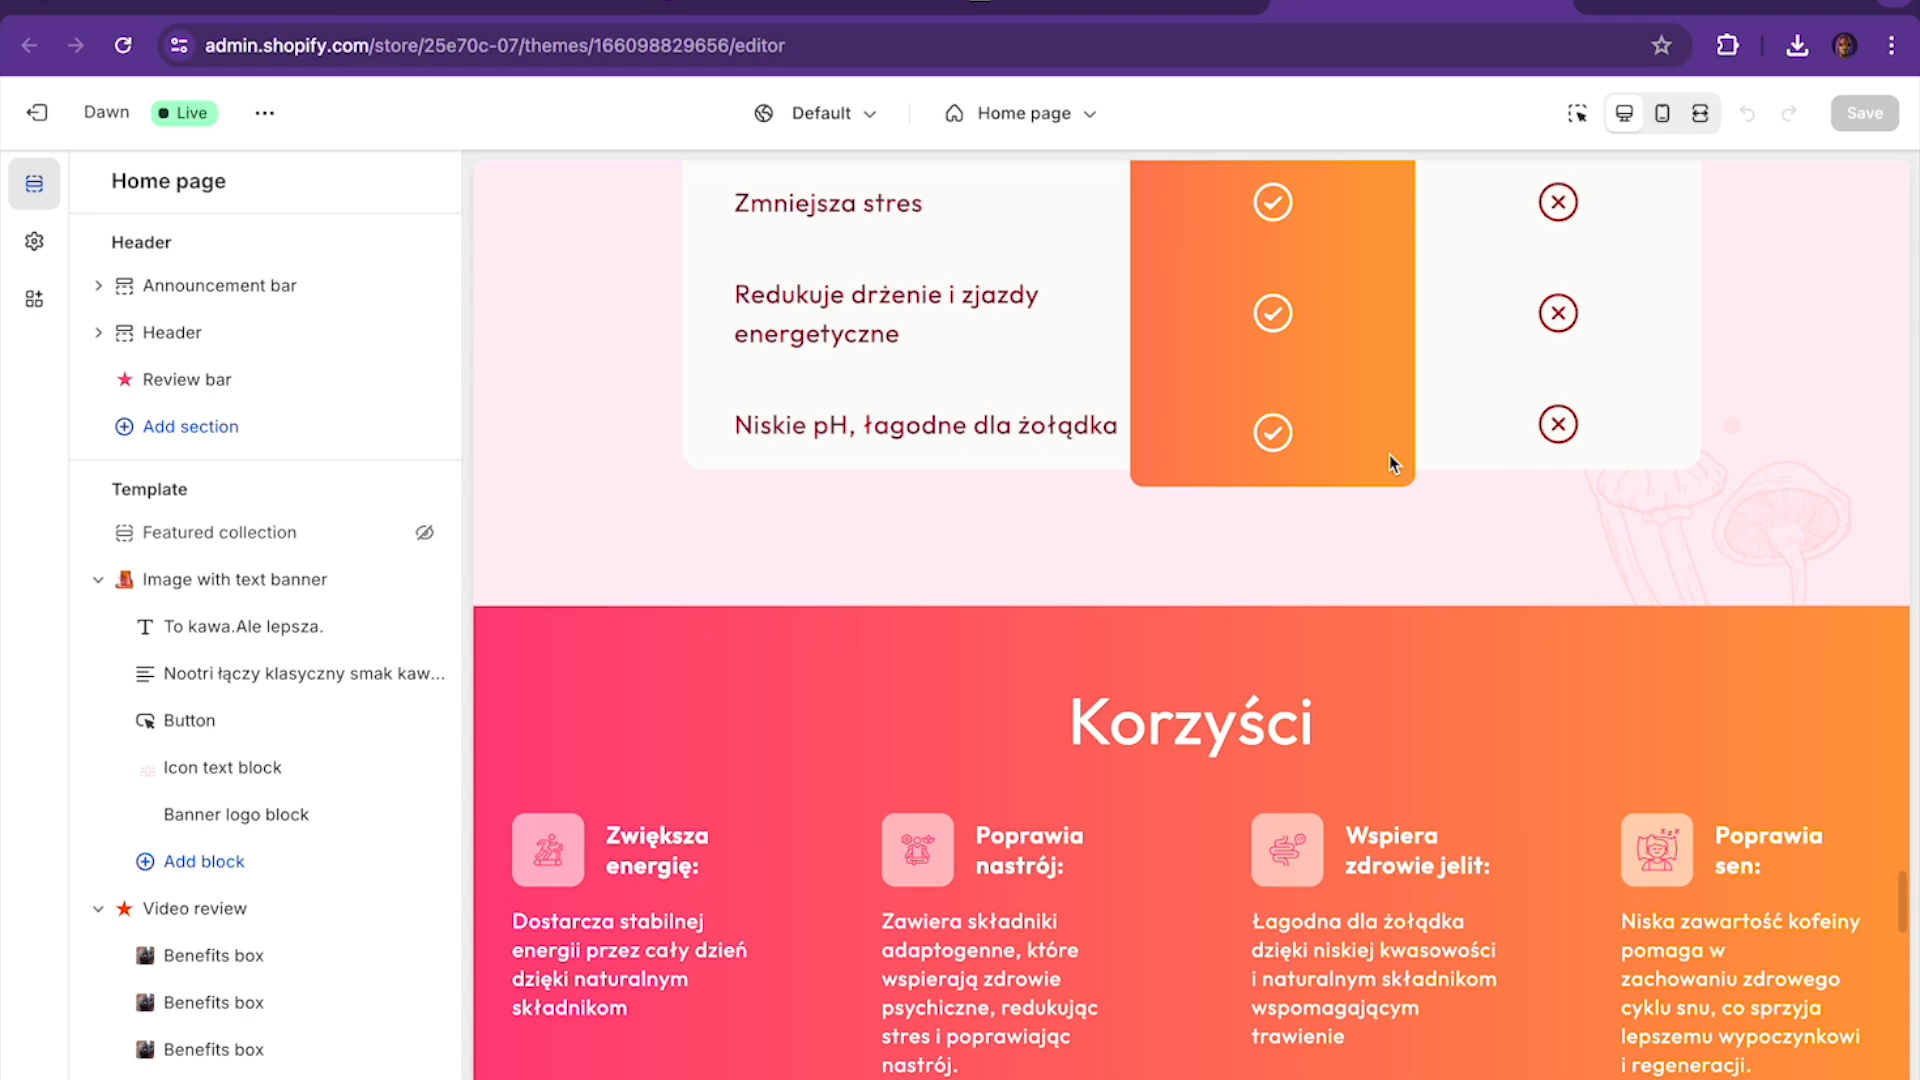 admin.shopify.com/store/25e70c-07/themes/166098829656/editor
Dawn
Live
Default
Home page
Save
Home page
Header
Announcement bar
Header
Review bar
Add section
Template
Featured collection
Image with text banner
To kawa.Ale lepsza.
Nootri łączy klasyczny smak kaw...
Button
Icon text block
Banner logo block
Add block
Video review
Benefits box
Benefits box
Benefits box
Zmniejsza stres
Redukuje drżenie i zjazdy
energetyczne
Niskie pH, łagodne dla żołądka
Korzyści
Zwiększa
energię:
Dostarcza stabilnej
energii przez cały dzień
dzięki naturalnym
składnikom
Poprawia
nastrój:
Zawiera składniki
adaptogenne, które
wspierają zdrowie
psychiczne, redukując
stres i poprawiając
nastrój.
Wspiera
zdrowie jelit:
Łagodna dla żołądka
dzięki niskiej kwasowości
i naturalnym składnikom
wspomagającym
trawienie
Poprawia
sen:
Niska zawartość kofeiny
pomaga w
zachowaniu zdrowego
cyklu snu, co sprzyja
lepszemu wypoczynkowi
i regeneracji.